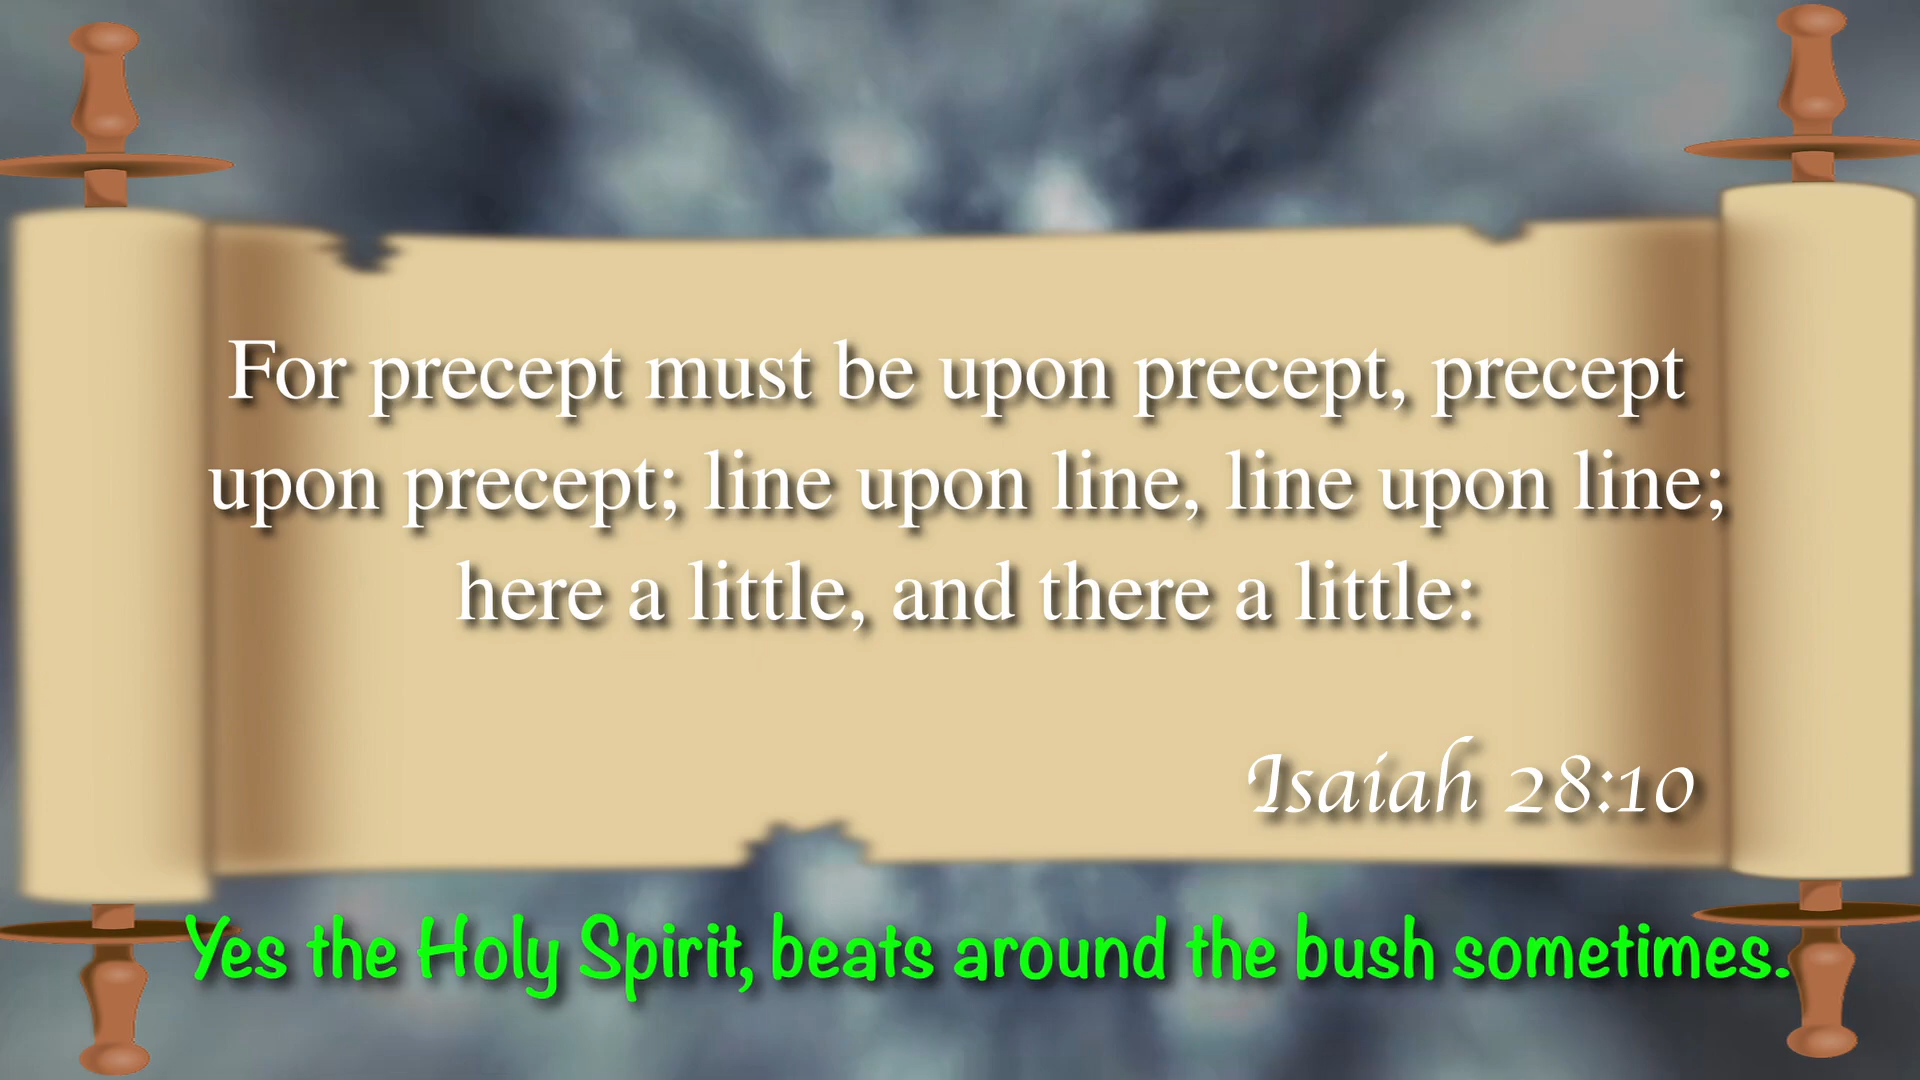 For precept must be upon precept, precept
upon precept; line upon line, line upon line;
here a little, and there a little:
Isaiah 28:10
Yes the Holy Spirit, beats around the bush sometimes.